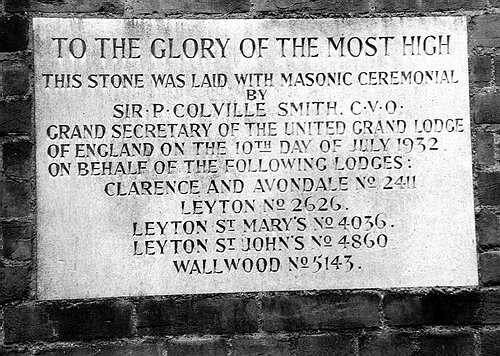 TO THE GLORY OF THE MOST HIGH
THIS STONE WAS LAID WITH MASONIC CEREMONIAL
BY
SIR·P·COLVILLE SMITH. C·V·O·
GRAND SECRETARY OF THE UNITED GRAND LODGE
OF ENGLAND ON THE 10TH DAY OF JULY 1932
ON BEHALF OF THE FOLLOWING LODGES:
CLARENCE AND AVONDALE No 2411
LEYTON No 2626.
LEYTON ST MARY'S No 4036.
LEYTON ST JOHN'S No 4860
WALLWOOD No 5143.